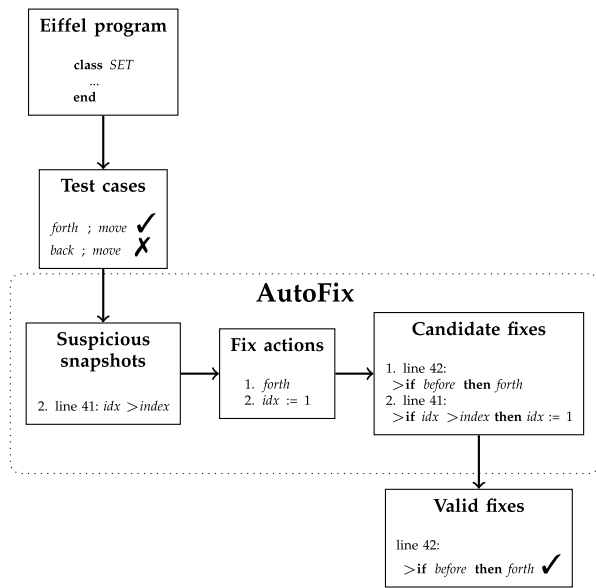 Eiffel program
class SET
...
end
Test cases
forth ; move ✓
back ; move ✗
AutoFix
Suspicious
snapshots
2. line 41: idx >index
Fix actions
1. forth
2. idx := 1
Candidate fixes
1. line 42:
>if before then forth
2. line 41:
>if idx >index then idx := 1
Valid fixes
line 42:
>if before then forth ✓